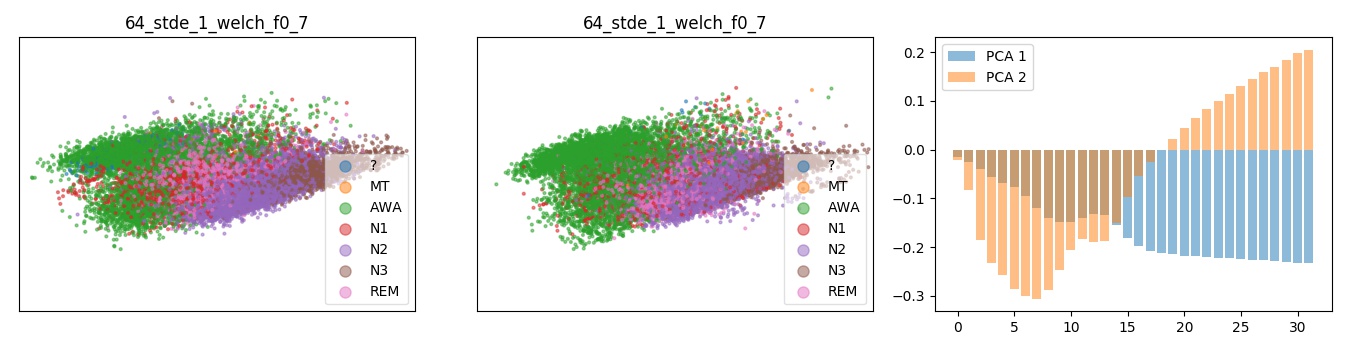 64_stde_1_welch_f0_7
?
MT
AWA
N1
N2
N3
REM
64_stde_1_welch_f0_7
?
MT
AWA
N1
N2
N3
REM
PCA 1
PCA 2
0.2
0.1
0.0
−0.1
−0.2
−0.3
0 5 10 15 20 25 30